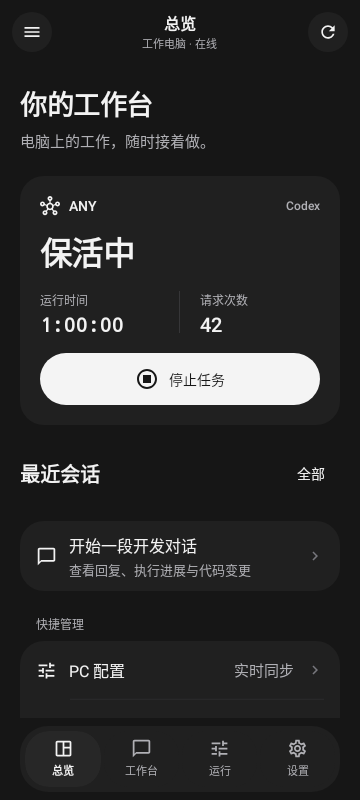 总览
工作电脑 · 在线
你的工作台
电脑上的工作，随时接着做。
ANY
Codex
保活中
运行时间
请求次数
1:00:00
42
停止任务
最近会话
全部
开始一段开发对话
查看回复、执行进展与代码变更
快捷管理
PC 配置
实时同步
总览
工作台
运行
设置